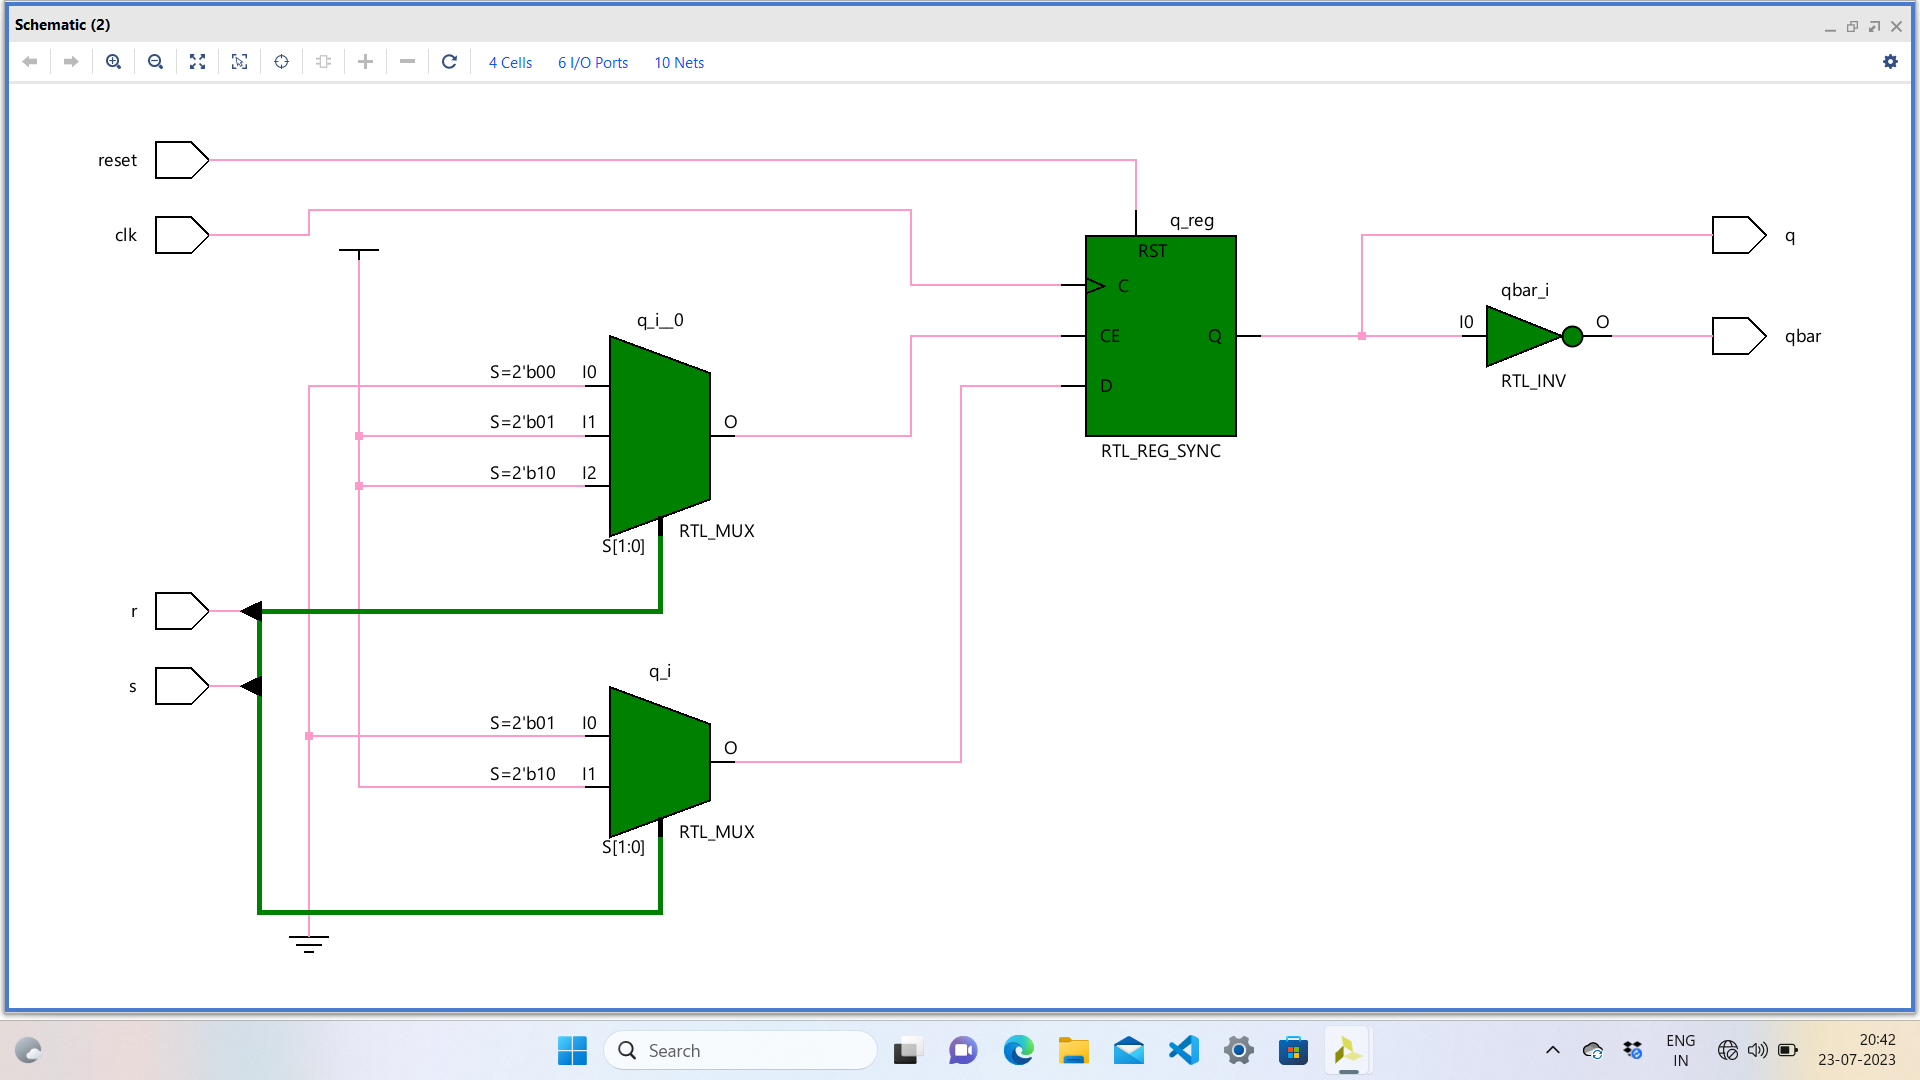 Schematic (2)
4 Cells 6 I/O Ports 10 Nets
reset
clk
q_reg
RST
C
CE
Q
D
RTL_REG_SYNC
q
qbar_i
I0
O
qbar
RTL_INV
q_i__0
S=2'b00 I0
S=2'b01 I1
S=2'b10 I2
O
RTL_MUX
S[1:0]
r
s
q_i
S=2'b01 I0
S=2'b10 I1
O
RTL_MUX
S[1:0]
Search
ENG
IN
20:42
23-07-2023